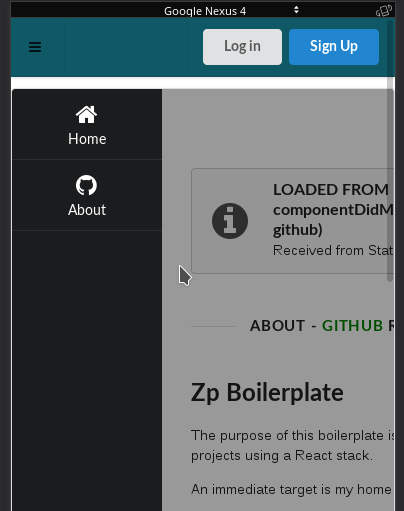 Google Nexus 4
Log in
Sign Up
Home
About
LOADED FROM
componentDidM
github)
Received from Stat
ABOUT - GITHUB R
Zp Boilerplate
The purpose of this boilerplate is
projects using a React stack.
An immediate target is my home